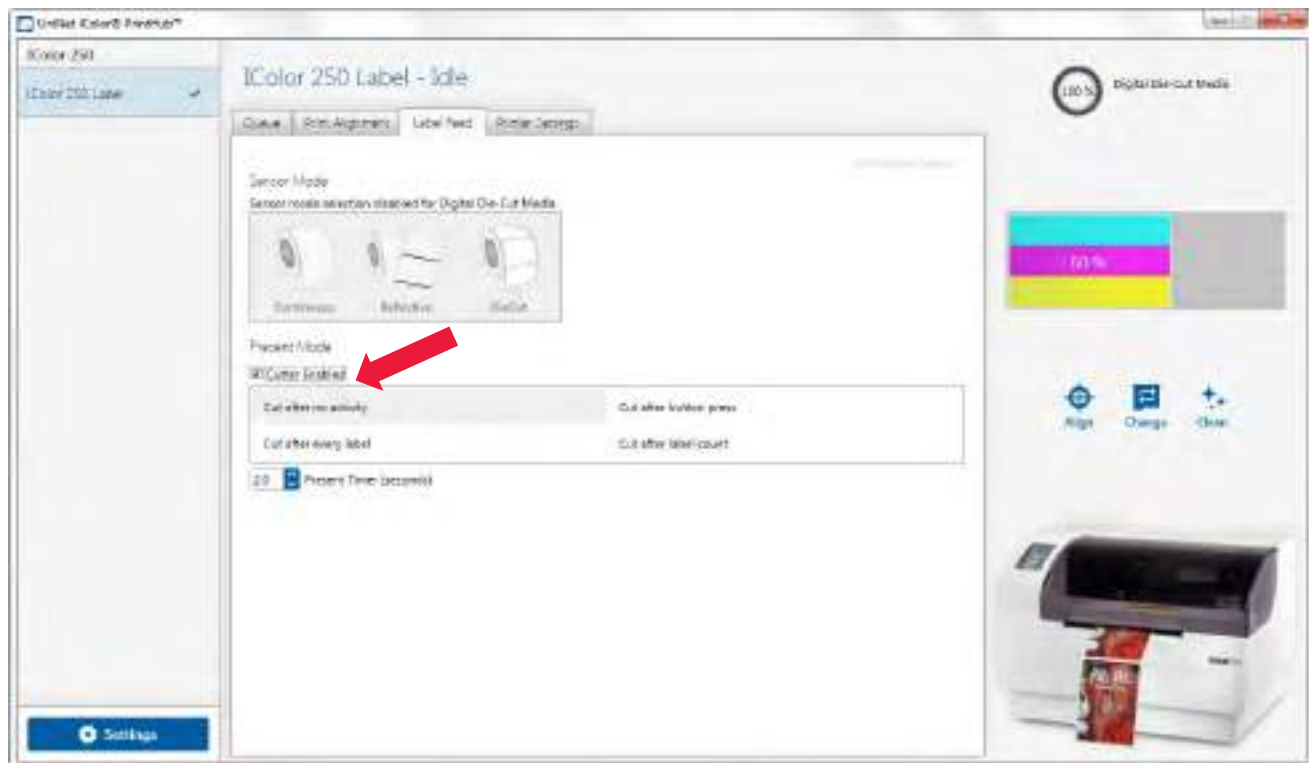 UniNet iColor® PrintHub™
IColor 250
IColor 250 Label
IColor 250 Label - Idle
Queue
Print Alignment
Label Feed
Printer Settings
100 %
Digital Die-Cut Media
Sensor Mode
Sensor mode selection disabled for Digital Die-Cut Media
Continuous
Reflective
DieCut
Present Mode
Cutter Enabled
Cut after no activity
Cut after button press
Cut after every label
Cut after label count
Present Timer (seconds)
Align
Change
Clean
Settings